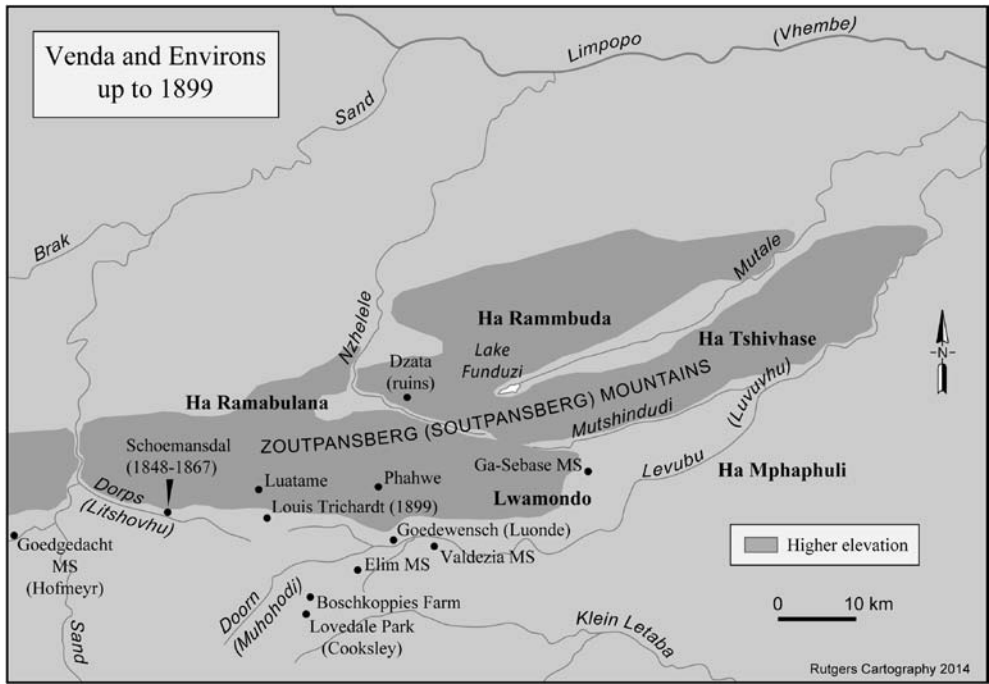 Venda and Environs
up to 1899
Limpopo
(Vhembe)
Sand
Brak
Nzhelele
Mutale
Ha Rammbuda
Ha Tshivhase
Lake
Funduzi
Dzata
(ruins)
-N-
Ha Ramabulana
ZOUTPANSBERG (SOUTPANSBERG) MOUNTAINS
Mutshindudi
(Luvuvhu)
Levubu
Schoemansdal
(1848-1867)
Ga-Sebase MS
Ha Mphaphuli
Luatame
Phahwe
Lwamondo
Dorps
(Litshovhu)
Louis Trichardt (1899)
Goedewensch (Luonde)
Goedgedacht
MS
(Hofmeyr)
Valdezia MS
Elim MS
Higher elevation
Doorn
(Muhohodi)
Boschkoppies Farm
Lovedale Park
(Cooksley)
0 10 km
Klein Letaba
Sand
Rutgers Cartography 2014